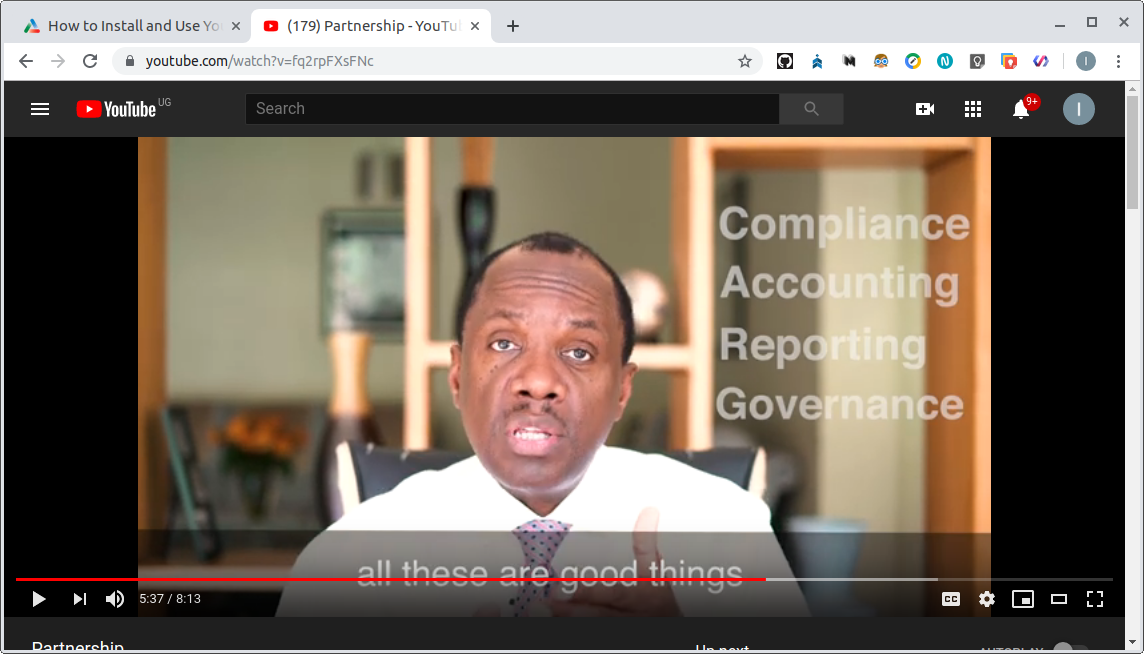 How to Install and Use Yo
(179) Partnership - YouTu
youtube.com/watch?v=fq2rpFXsFNc
I
YouTube UG
Search
9+
I
Compliance
Accounting
Reporting
Governance
all these are good things
5:37 / 8:13
CC
Partnership
Up next
AUTOPLAY